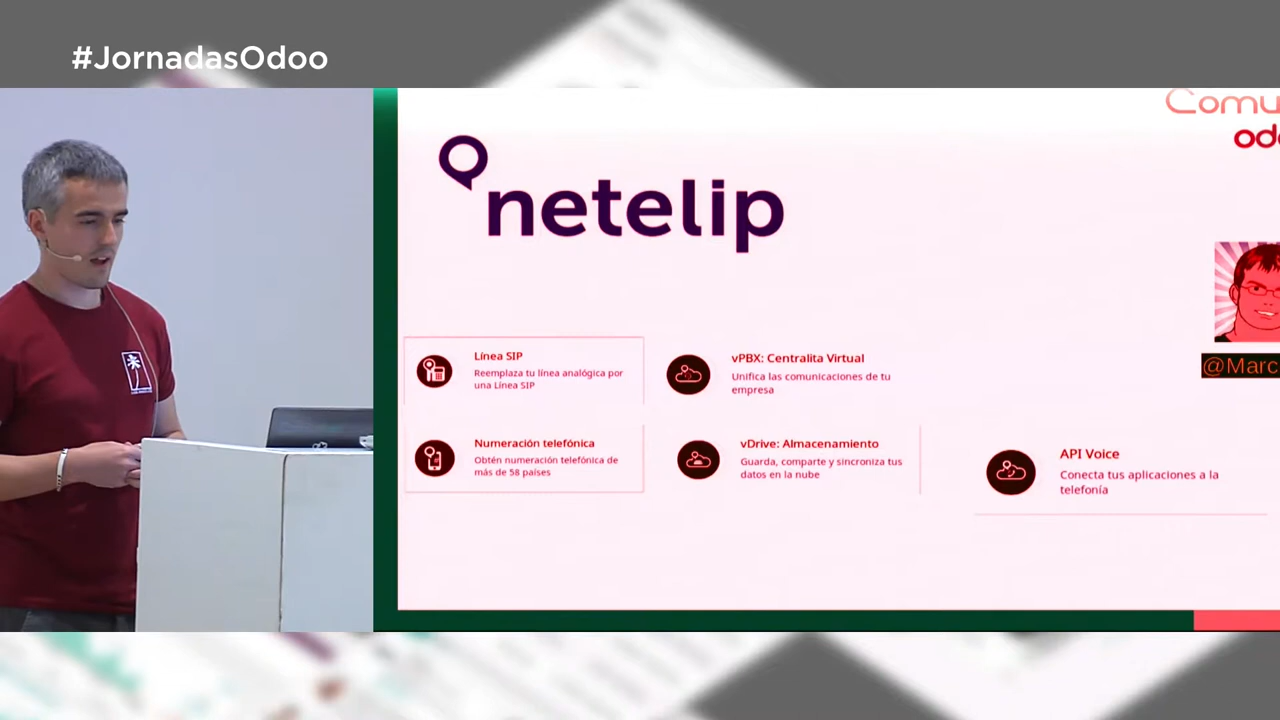 #JornadasOdoo
Comu
odo
netelip
@Marc
Línea SIP
Reemplaza tu línea analógica por
una Línea SIP
vPBX: Centralita Virtual
Unifica las comunicaciones de tu
empresa
Numeración telefónica
Obtén numeración telefónica de
más de 58 países
vDrive: Almacenamiento
Guarda, comparte y sincroniza tus
datos en la nube
API Voice
Conecta tus aplicaciones a la
telefonía